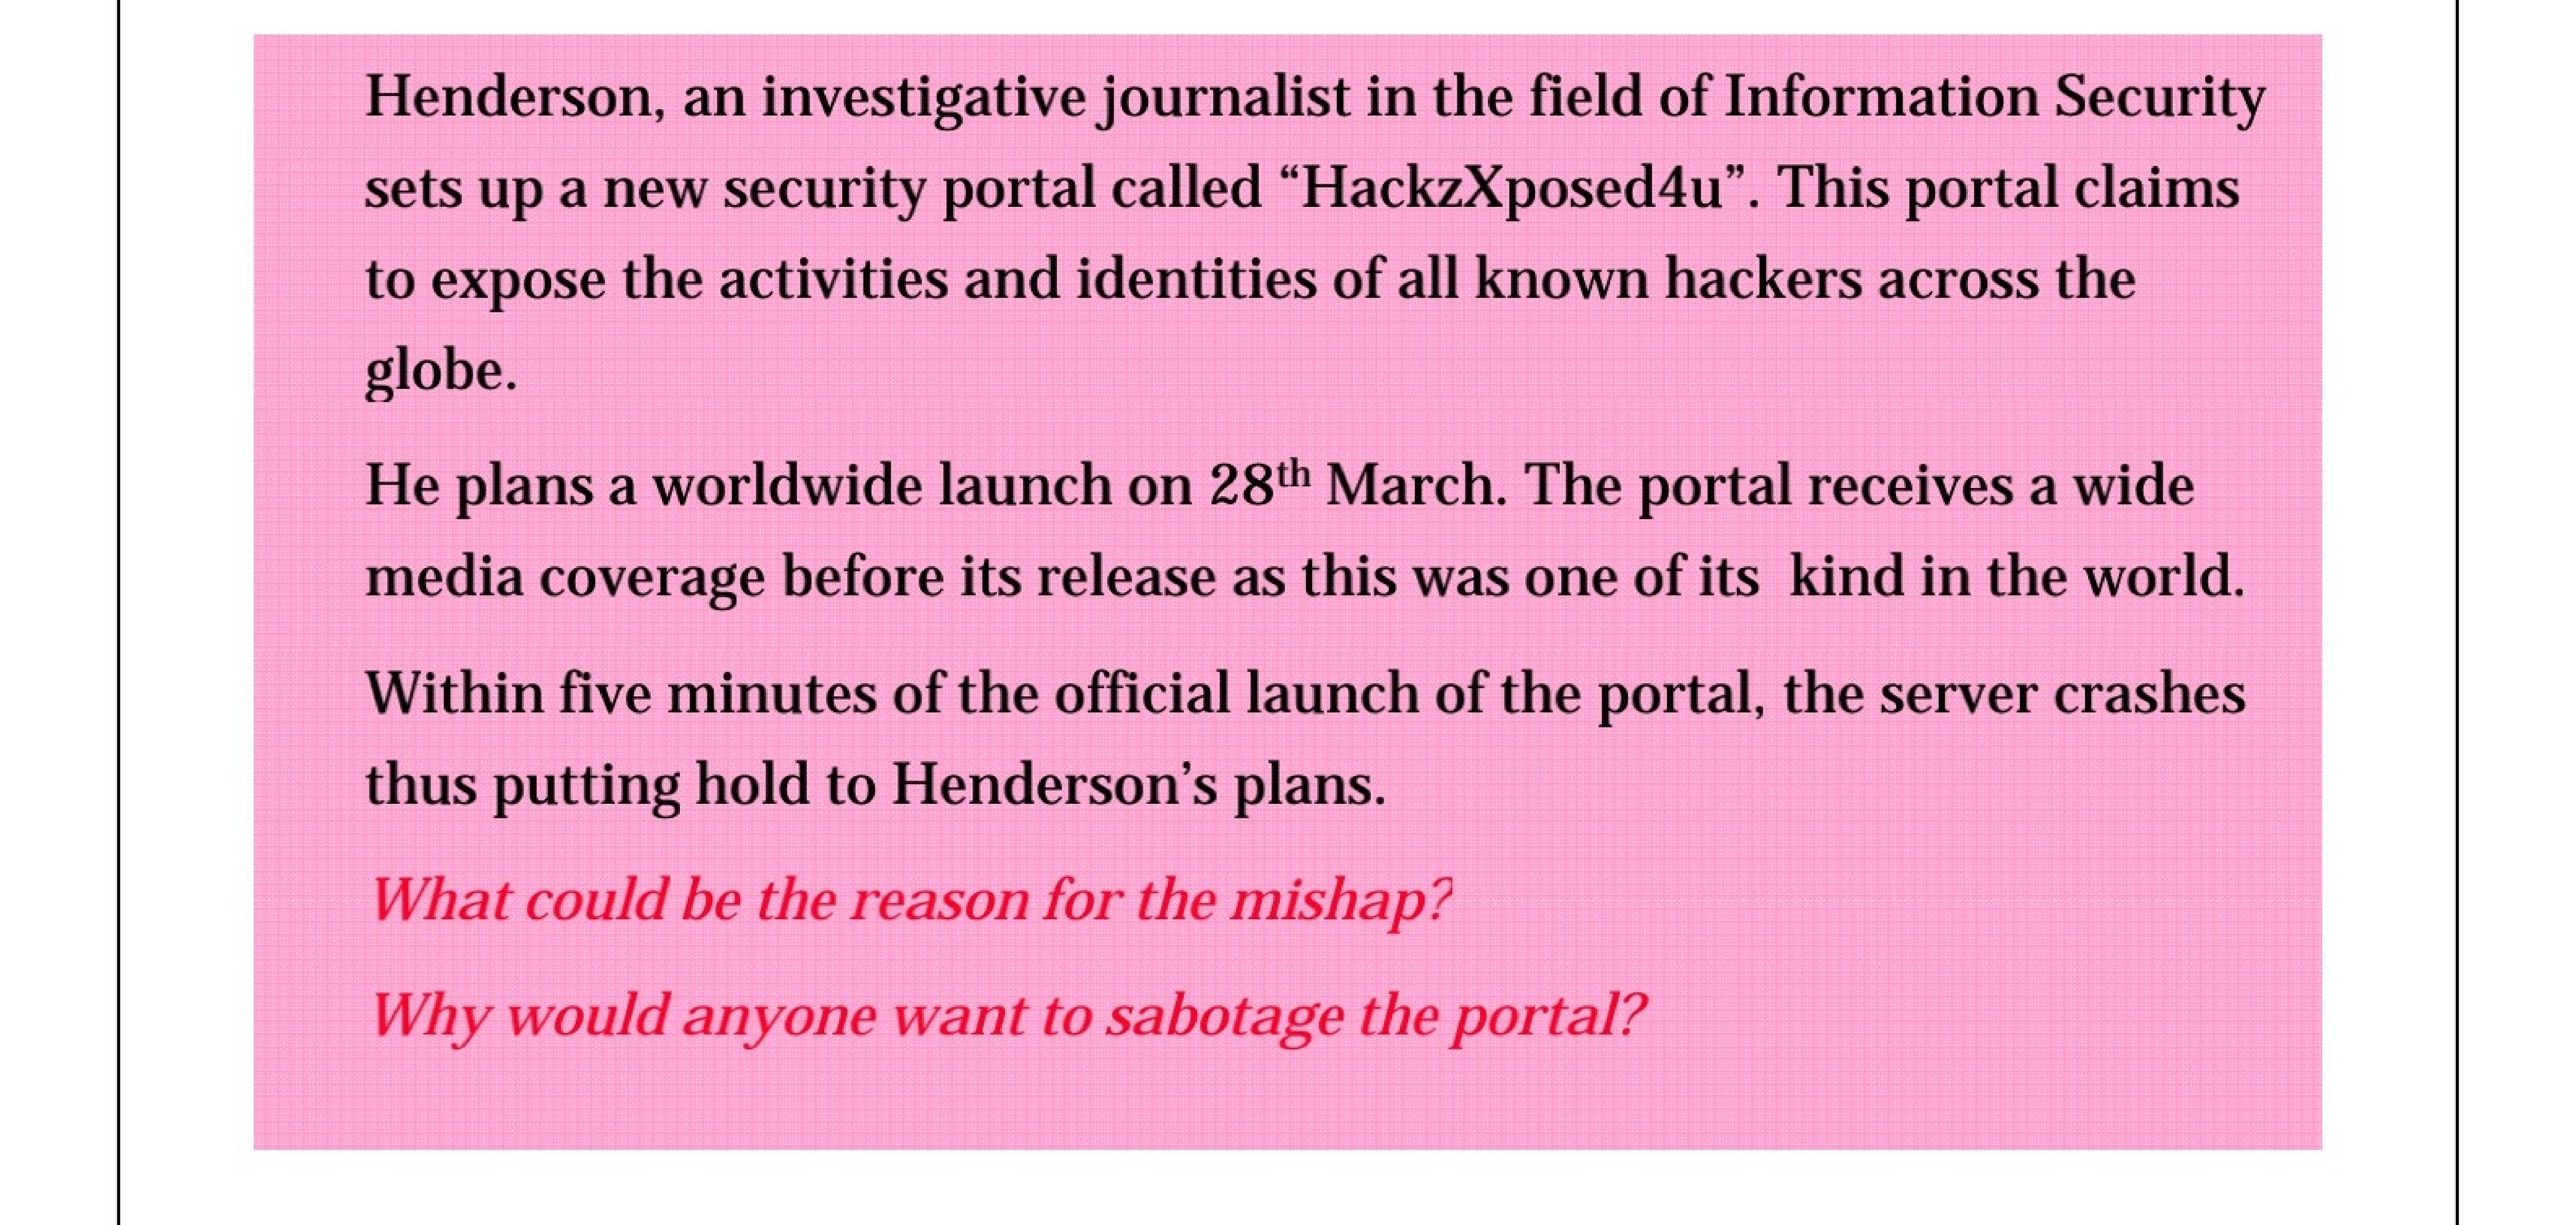 Henderson, an investigative journalist in the field of Information Security
sets up a new security portal called “HackzXposed4u”. This portal claims
to expose the activities and identities of all known hackers across the
globe.
He plans a worldwide launch on 28th March. The portal receives a wide
media coverage before its release as this was one of its  kind in the world.
Within five minutes of the official launch of the portal, the server crashes
thus putting hold to Henderson’s plans.
What could be the reason for the mishap?
Why would anyone want to sabotage the portal?